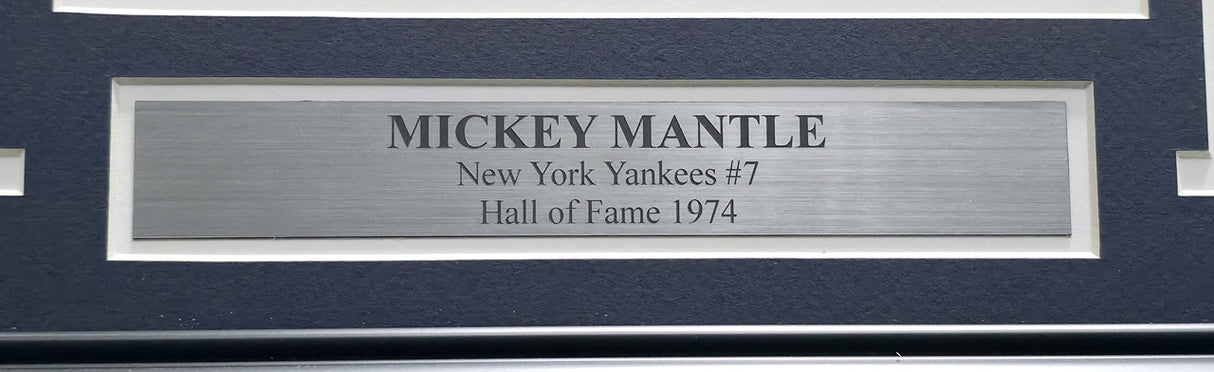 MICKEY MANTLE
New York Yankees #7
Hall of Fame 1974